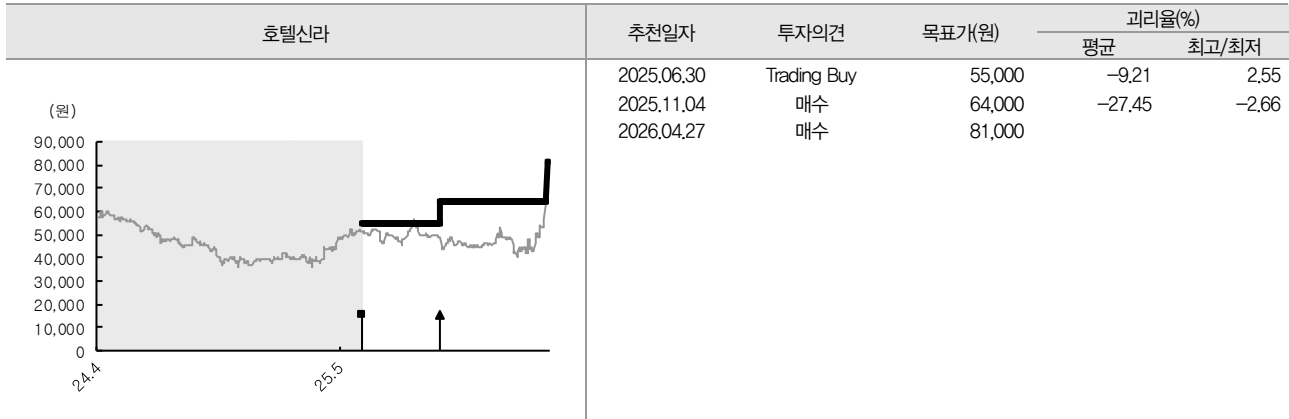 호텔신라
추천일자 투자의견 목표가(원) 괴리율(%)
평균 최고/최저
2025.06.30 Trading Buy 55,000 -9.21 2.55
2025.11.04 매수 64,000 -27.45 -2.66
2026.04.27 매수 81,000
(원)
90,000
80,000
70,000
60,000
50,000
40,000
30,000
20,000
10,000
0
24.4 25.5